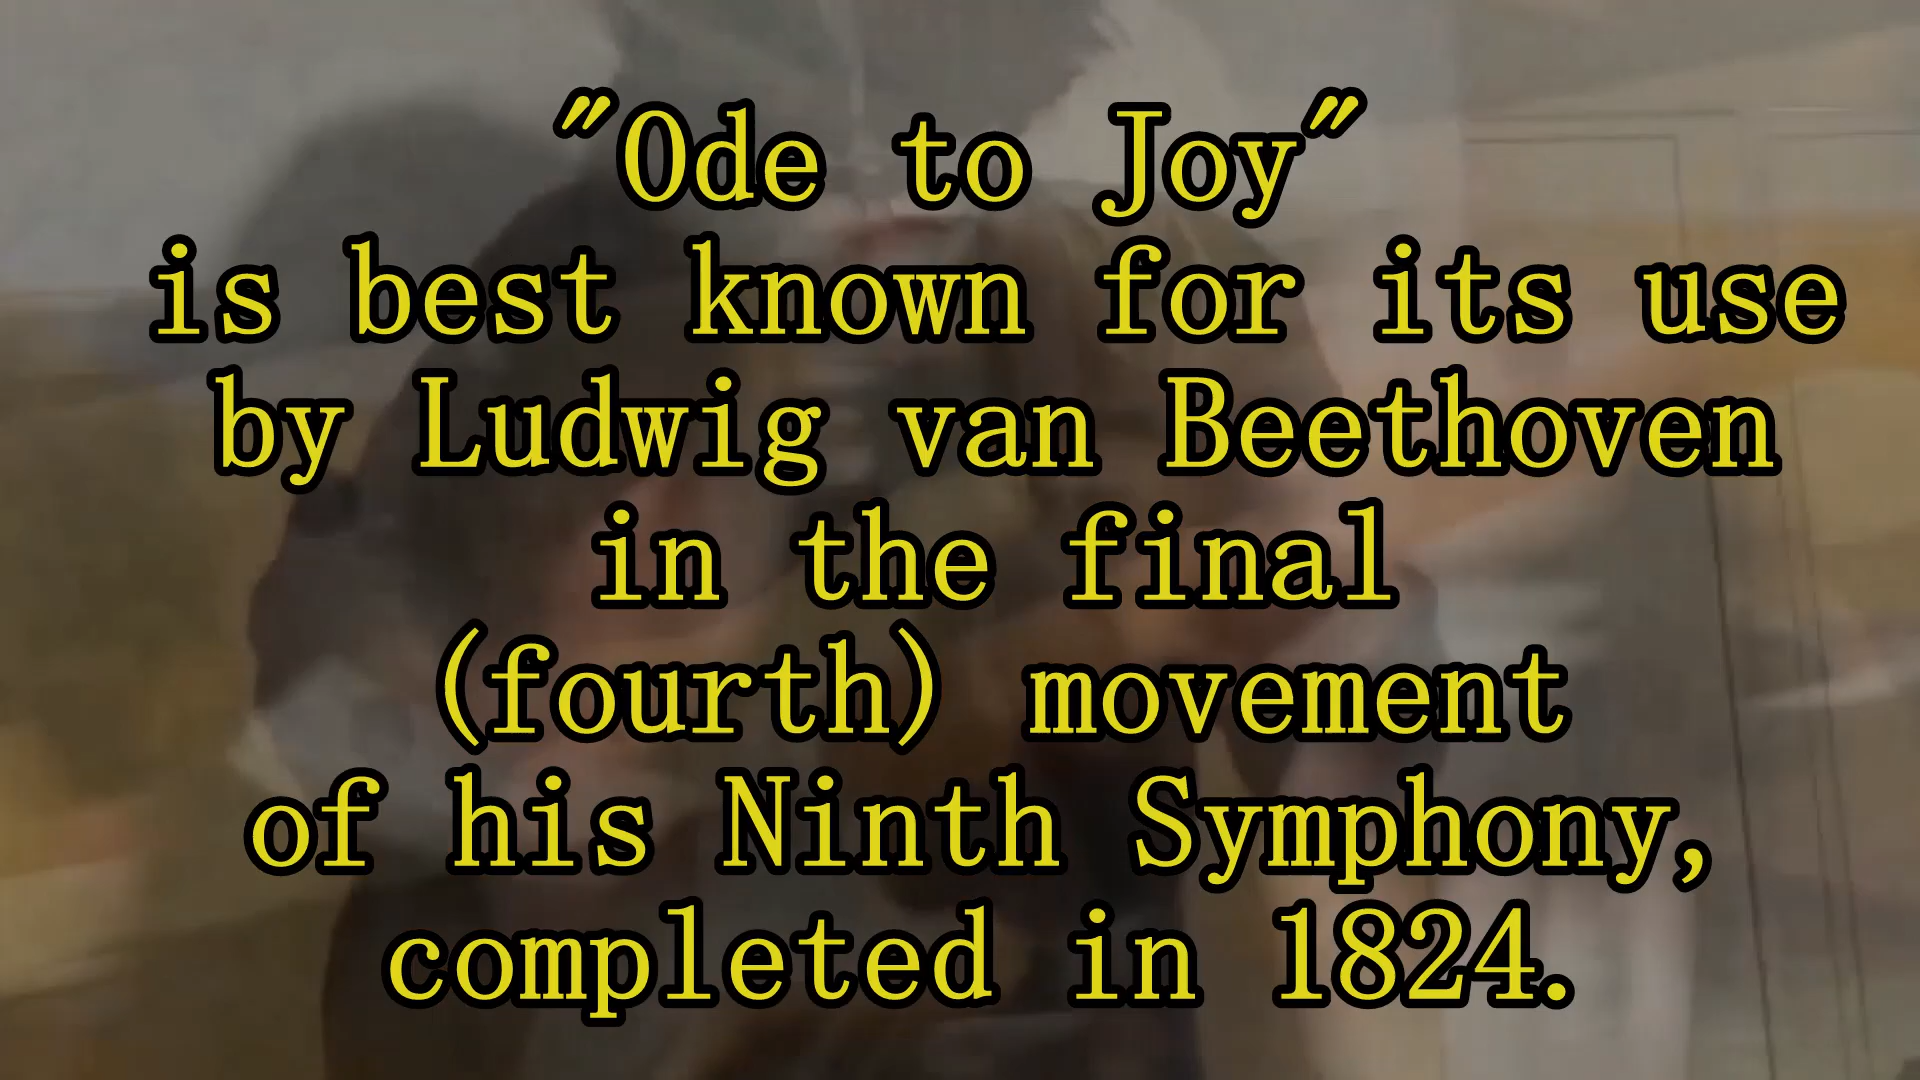 "Ode to Joy"
is best known for its use
by Ludwig van Beethoven
in the final
(fourth) movement
of his Ninth Symphony,
completed in 1824.